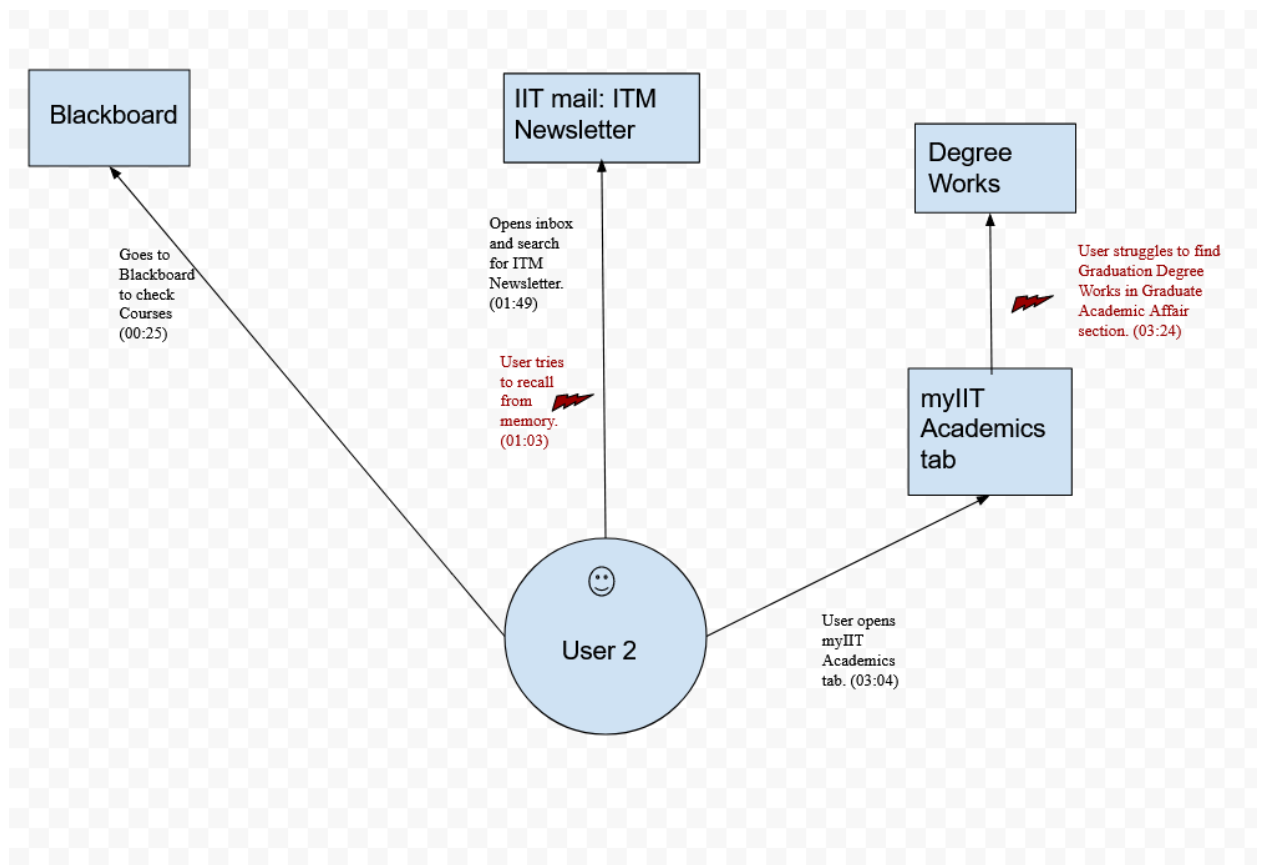 Blackboard
IIT mail: ITM
Newsletter
Degree
Works
Opens inbox
and search
for ITM
Newsletter.
(01:49)
Goes to
Blackboard
to check
Courses
(00:25)
User struggles to find
Graduation Degree
Works in Graduate
Academic Affair
section. (03:24)
User tries
to recall
from
memory.
(01:03)
myIIT
Academics
tab
User 2
User opens
myIIT
Academics
tab. (03:04)